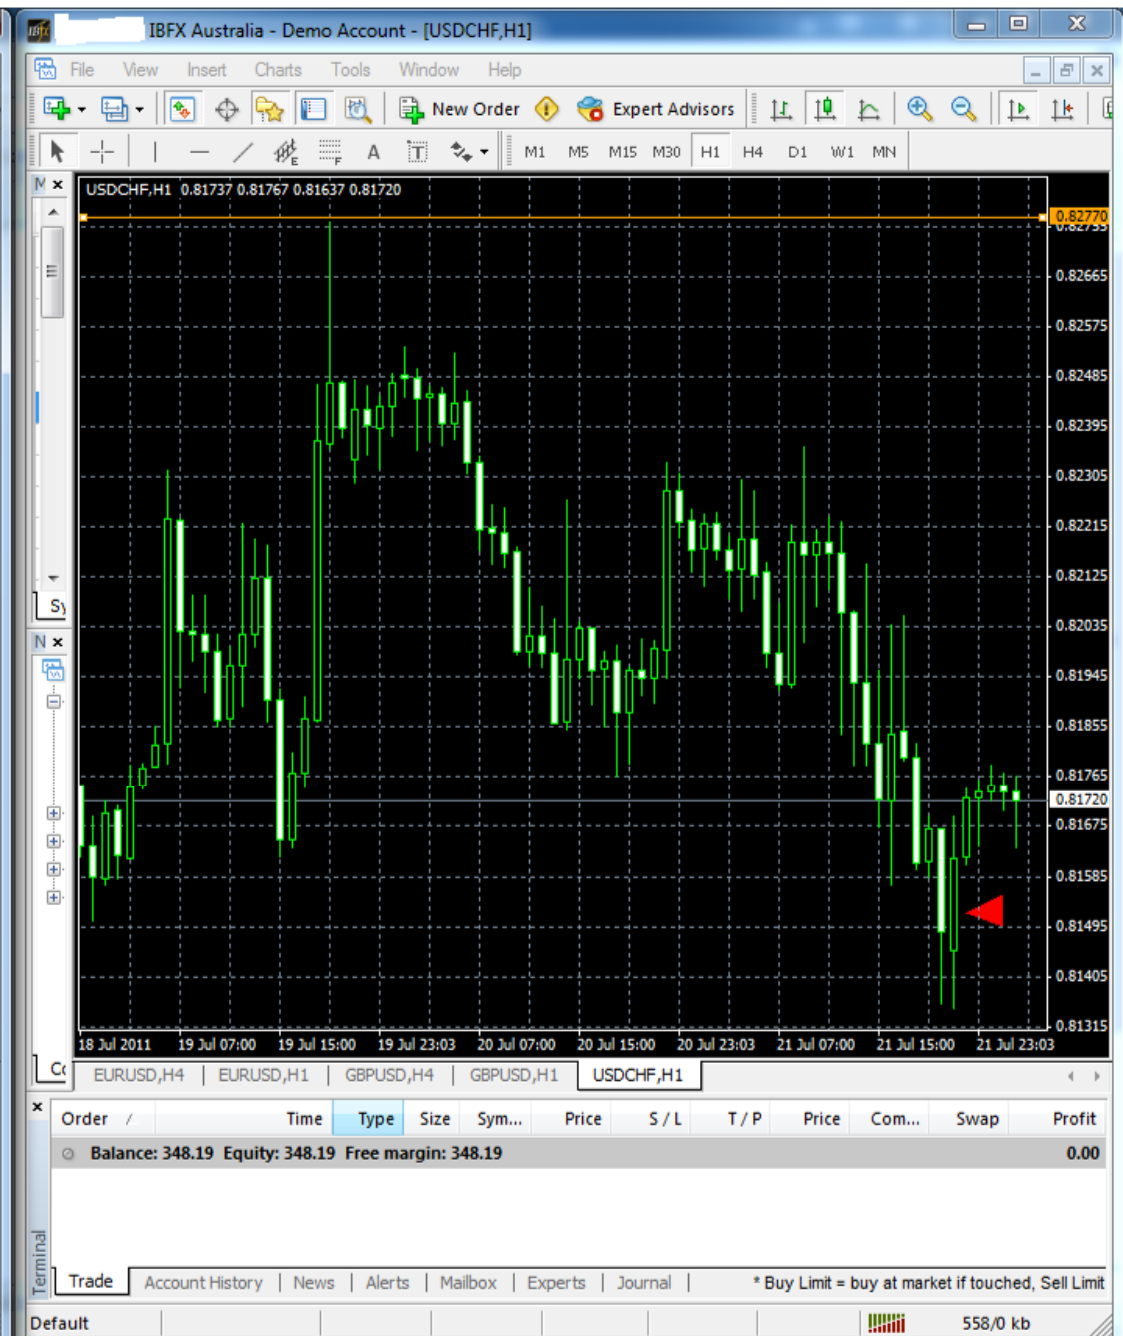 IBFX IBFX Australia - Demo Account - [USDCHF,H1]
File View Insert Charts Tools Window Help
New Order Expert Advisors
E F A T M1 M5 M15 M30 H1 H4 D1 W1 MN
M
USDCHF,H1 0.81737 0.81767 0.81637 0.81720
0.82770
0.82755
0.82665
0.82575
0.82485
0.82395
0.82305
0.82215
0.82125
Sy
0.82035
N
0.81945
0.81855
0.81765
0.81720
0.81675
0.81585
0.81495
0.81405
0.81315
18 Jul 2011 19 Jul 07:00 19 Jul 15:00 19 Jul 23:03 20 Jul 07:00 20 Jul 15:00 20 Jul 23:03 21 Jul 07:00 21 Jul 15:00 21 Jul 23:03
EURUSD,H4 | EURUSD,H1 | GBPUSD,H4 | GBPUSD,H1 USDCHF,H1
Order / Time Type Size Sym... Price S / L T / P Price Com... Swap Profit
Balance: 348.19 Equity: 348.19 Free margin: 348.19 0.00
Terminal
Trade Account History | News | Alerts | Mailbox | Experts | Journal | * Buy Limit = buy at market if touched, Sell Limit
Default 558/0 kb